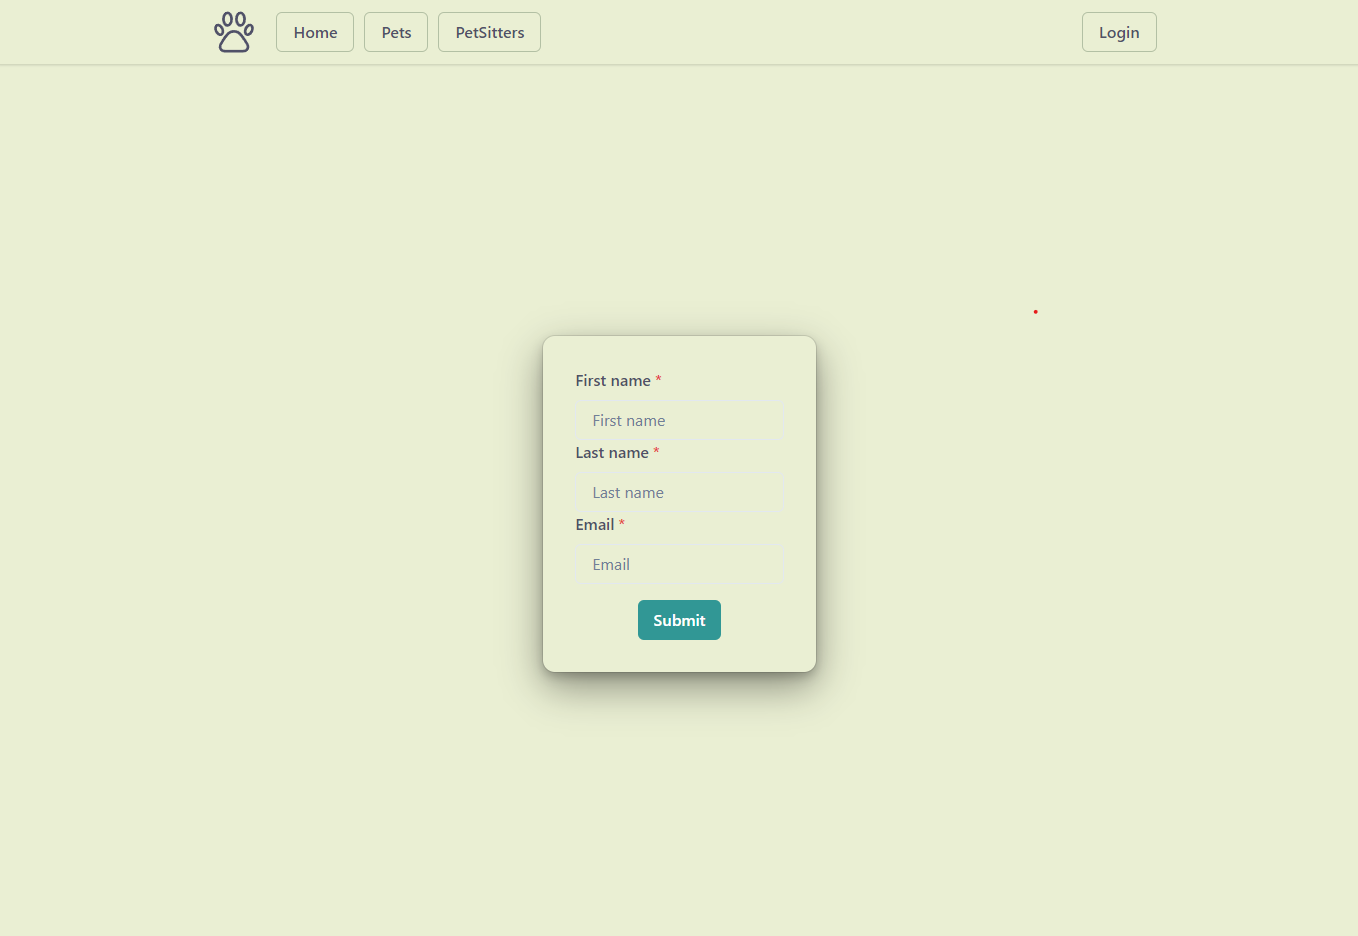 Home Pets PetSitters Login
First name *
First name
Last name *
Last name
Email *
Email
Submit